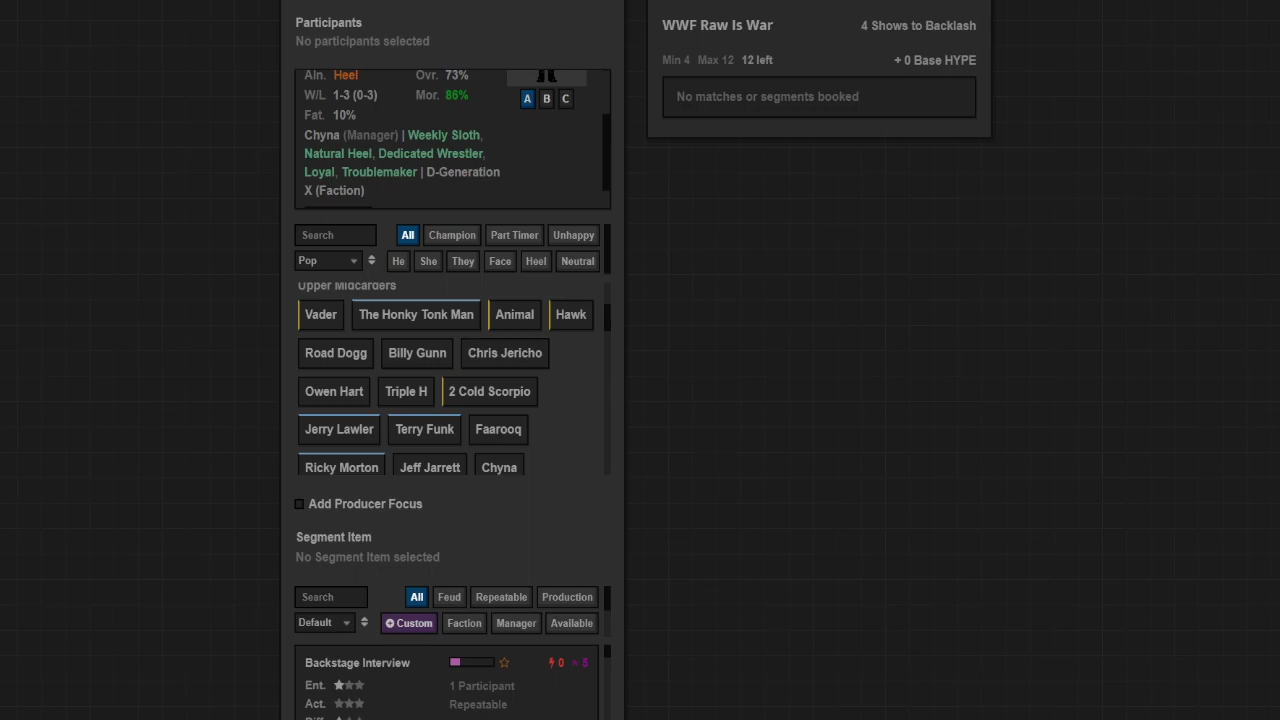 Participants
No participants selected
Aln. Heel Ovr. 73%
W/L 1-3 (0-3) Mor. 86%
A B C
Fat. 10%
Chyna (Manager) | Weekly Sloth,
Natural Heel, Dedicated Wrestler,
Loyal, Troublemaker | D-Generation
X (Faction)
Search All Champion Part Timer Unhappy
Pop He She They Face Heel Neutral
Upper Midcarders
Vader The Honky Tonk Man Animal Hawk
Road Dogg Billy Gunn Chris Jericho
Owen Hart Triple H 2 Cold Scorpio
Jerry Lawler Terry Funk Faarooq
Ricky Morton Jeff Jarrett Chyna
Add Producer Focus
Segment Item
No Segment Item selected
Search All Feud Repeatable Production
Default Custom Faction Manager Available
Backstage Interview 0 5
Ent. 1 Participant
Act. Repeatable
WWF Raw Is War 4 Shows to Backlash
Min 4 Max 12 12 left + 0 Base HYPE
No matches or segments booked